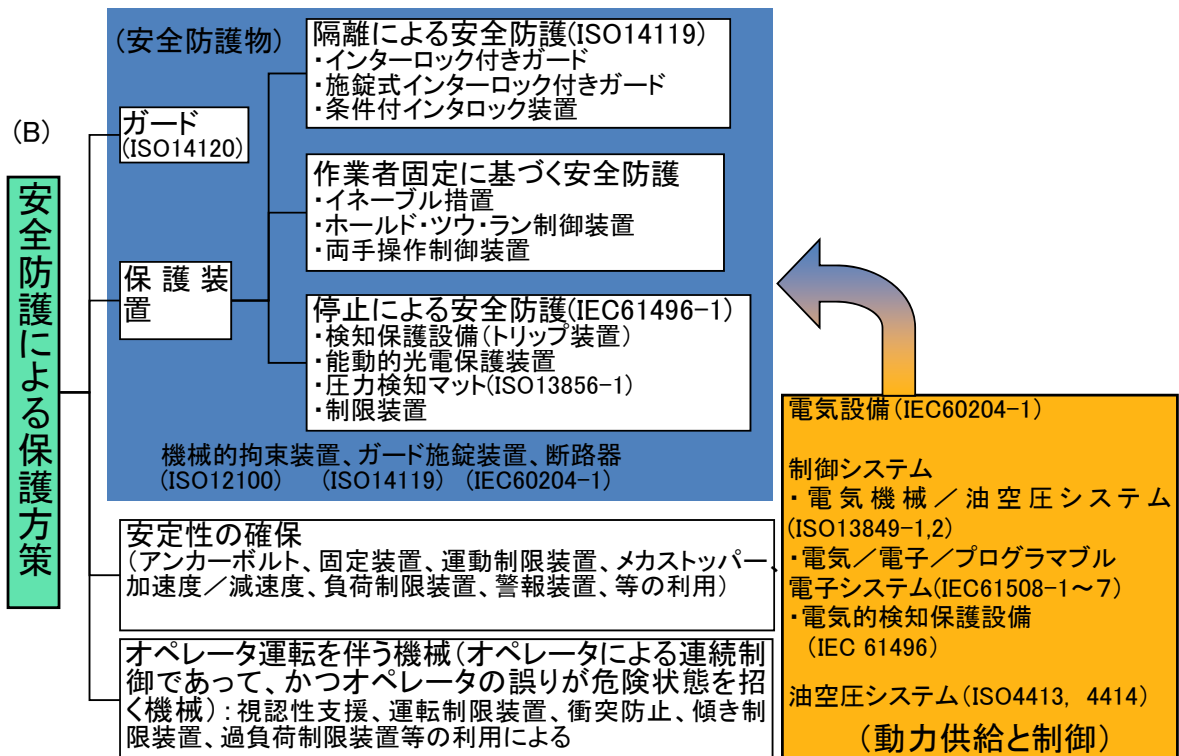 (B)
安全防護による保護方策
(安全防護物)
ガード
(ISO14120)
保護装
置
隔離による安全防護(ISO14119)
・インターロック付きガード
・施錠式インターロック付きガード
・条件付インタロック装置
作業者固定に基づく安全防護
・イネーブル措置
・ホールド・ツウ・ラン制御装置
・両手操作制御装置
停止による安全防護(IEC61496-1)
・検知保護設備(トリップ装置)
・能動的光電保護装置
・圧力検知マット(ISO13856-1)
・制限装置
機械的拘束装置、ガード施錠装置、断路器
(ISO12100) (ISO14119) (IEC60204-1)
安定性の確保
(アンカーボルト、固定装置、運動制限装置、メカストッパー、
加速度/減速度、負荷制限装置、警報装置、等の利用)
オペレータ運転を伴う機械(オペレータによる連続制
御であって、かつオペレータの誤りが危険状態を招
く機械):視認性支援、運転制限装置、衝突防止、傾き制
限装置、過負荷制限装置等の利用による
電気設備(IEC60204-1)
制御システム
・電気機械/油空圧システム
(ISO13849-1,2)
・電気/電子/プログラマブル
電子システム(IEC61508-1~7)
・電気的検知保護設備
(IEC 61496)
油空圧システム(ISO4413, 4414)
(動力供給と制御)